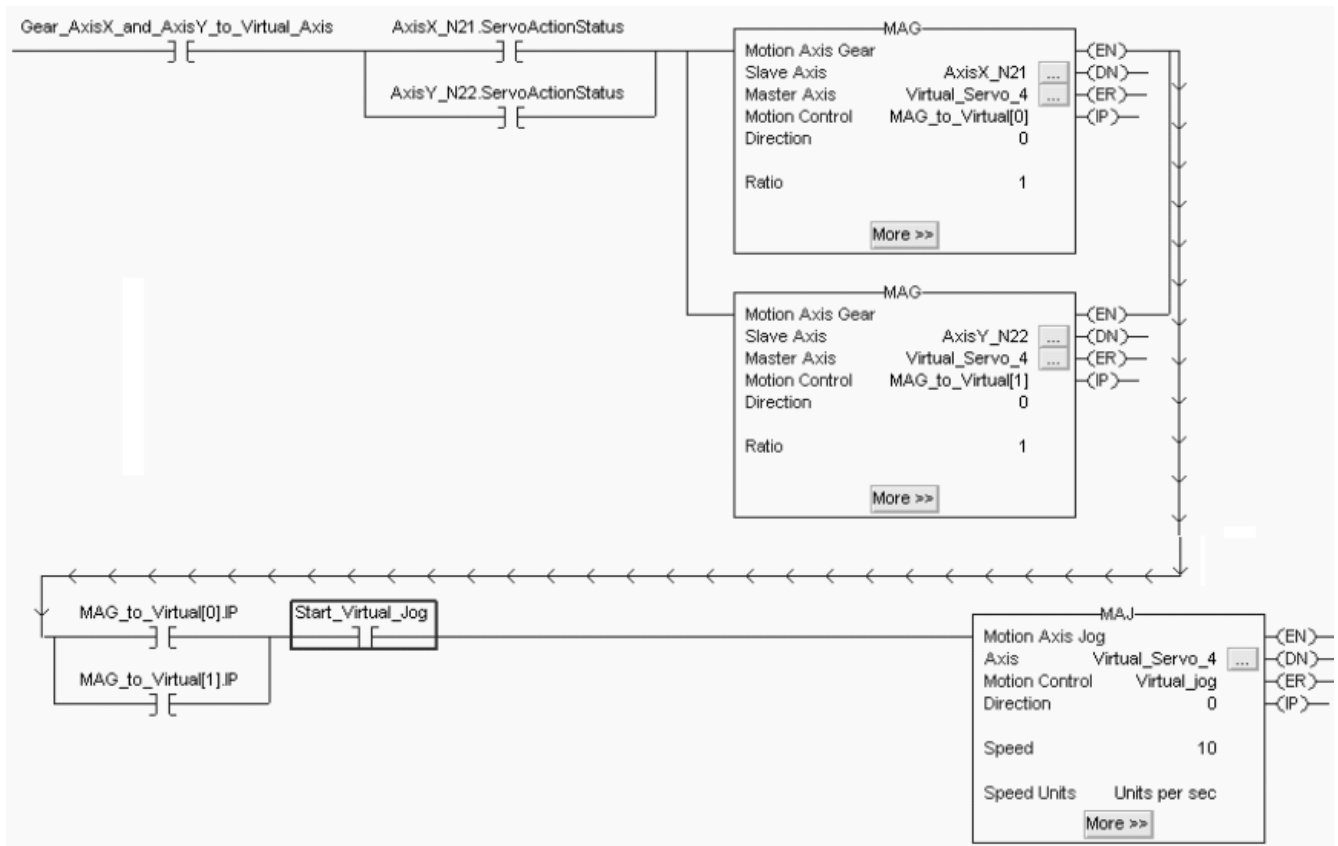 Gear_AxisX_and_AxisY_to_Virtual_Axis
AxisX_N21.ServoActionStatus
AxisY_N22.ServoActionStatus
MAG
Motion Axis Gear
Slave Axis AxisX_N21 ...
Master Axis Virtual_Servo_4 ...
Motion Control MAG_to_Virtual[0]
Direction 0
Ratio 1
More >>
(EN)
(DN)
(ER)
(IP)
MAG
Motion Axis Gear
Slave Axis AxisY_N22 ...
Master Axis Virtual_Servo_4 ...
Motion Control MAG_to_Virtual[1]
Direction 0
Ratio 1
More >>
(EN)
(DN)
(ER)
(IP)
MAG_to_Virtual[0].IP
Start_Virtual_Jog
MAG_to_Virtual[1].IP
MAJ
Motion Axis Jog
Axis Virtual_Servo_4 ...
Motion Control Virtual_jog
Direction 0
Speed 10
Speed Units Units per sec
More >>
(EN)
(DN)
(ER)
(IP)